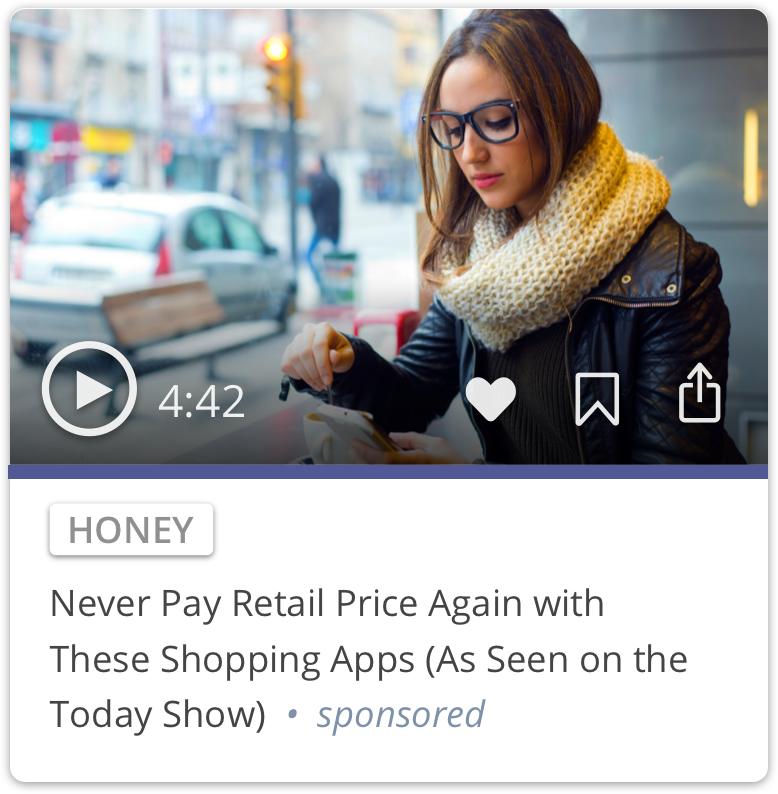 4:42
HONEY
Never Pay Retail Price Again with
These Shopping Apps (As Seen on the
Today Show) • sponsored